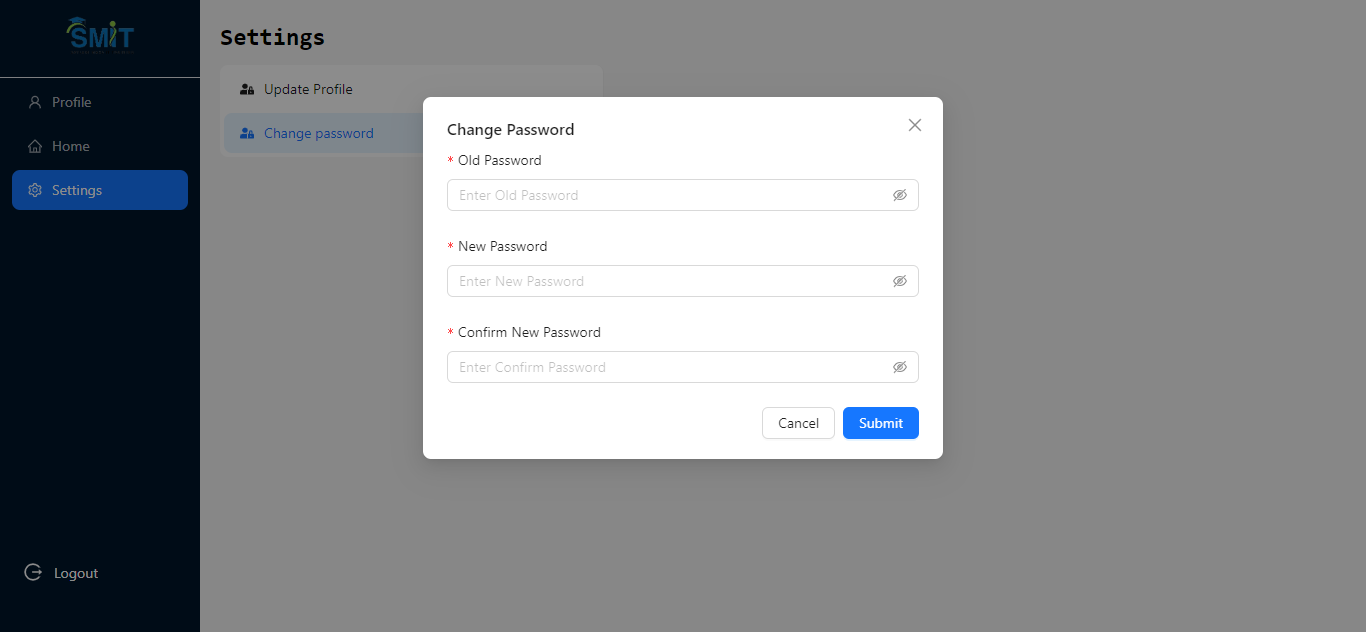 SMIT
Profile
Home
Settings
Logout
Settings
Update Profile
Change password
Change Password
* Old Password
Enter Old Password
* New Password
Enter New Password
* Confirm New Password
Enter Confirm Password
Cancel
Submit